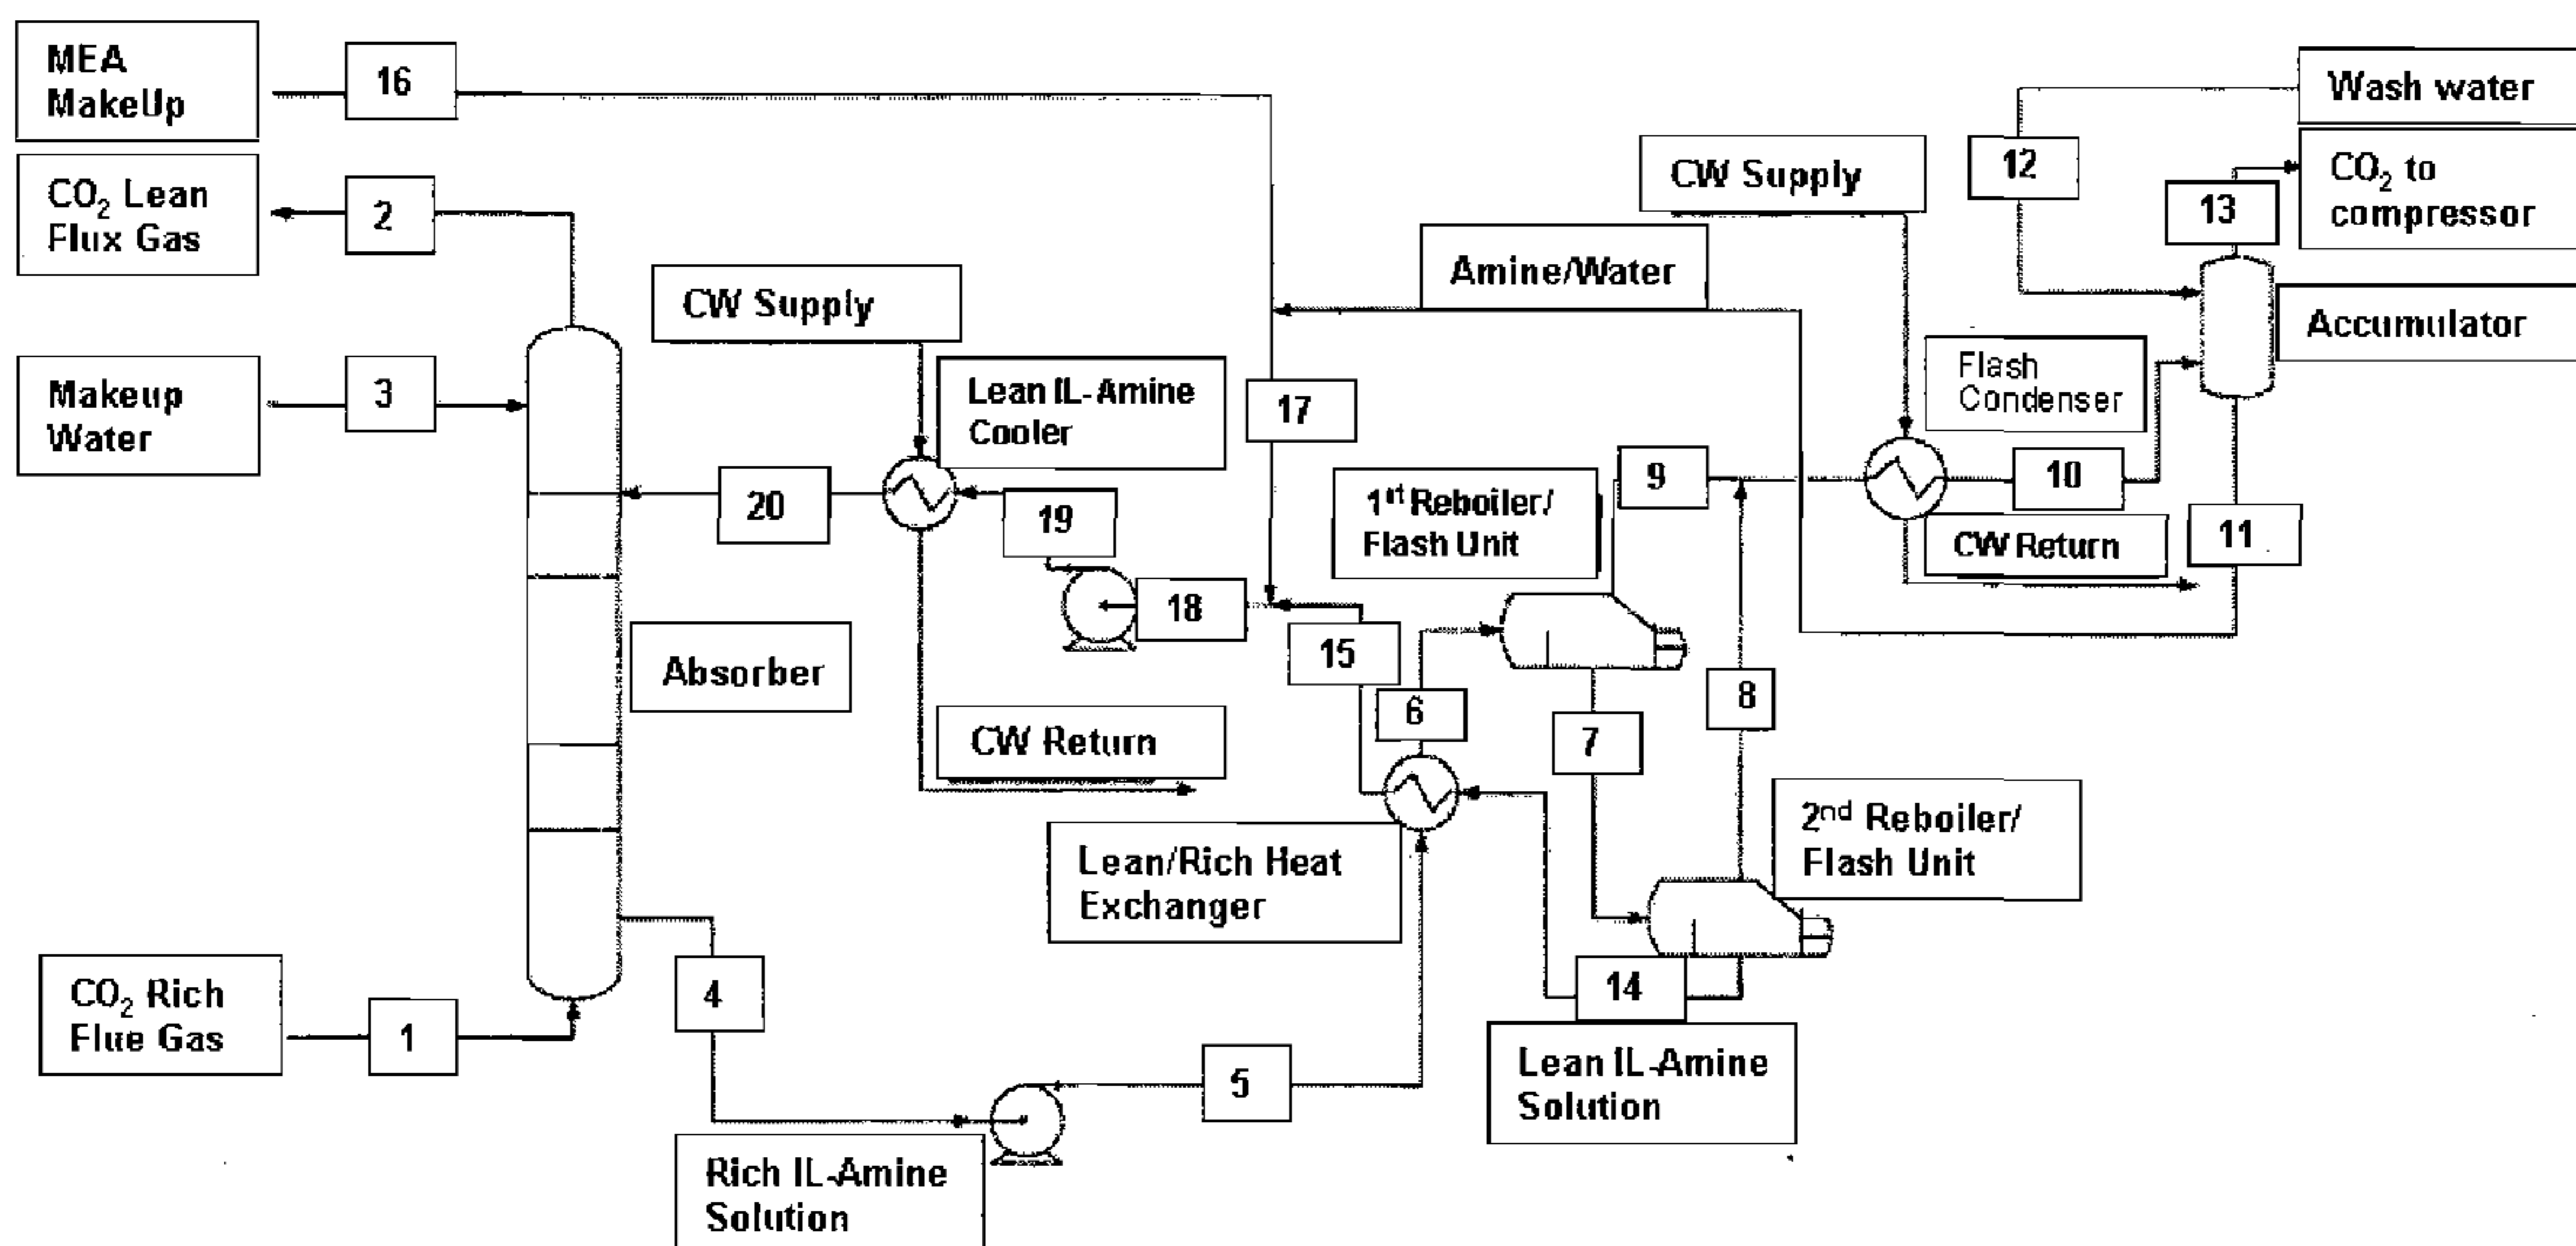 MEA
MakeUp
16
CO₂ Lean
Flux Gas
2
Makeup
Water
3
CO₂ Rich
Flue Gas
1
Absorber
4
Rich IL-Amine
Solution
5
CW Supply
Lean IL-Amine
Cooler
20
19
18
CW Return
17
15
Lean/Rich Heat
Exchanger
6
1st Reboiler/
Flash Unit
7
14
Lean IL-Amine
Solution
2nd Reboiler/
Flash Unit
8
9
Amine/Water
CW Supply
Flash
Condenser
10
CW Return
11
12
Wash water
13
CO₂ to
compressor
Accumulator